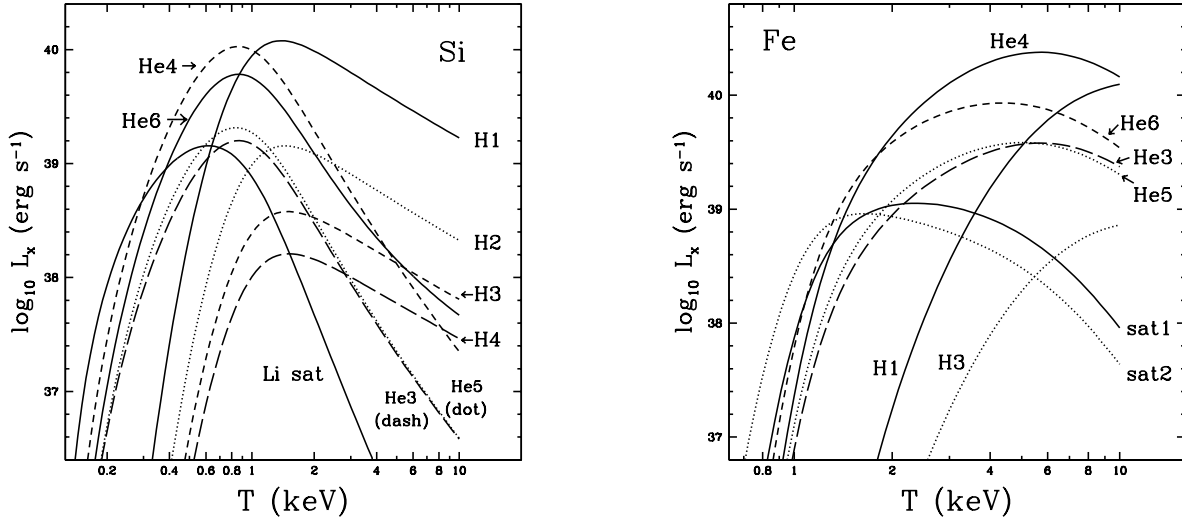 Si
He4→
He6→
H1
H2
←H3
←H4
Li sat
He3
(dash)
He5
(dot)
40
39
38
37
log₁₀ Lₓ (erg s⁻¹)
0.2 0.4 0.6 0.8 1 2 4 6 8 10
T (keV)
Fe
He4
He6
He3
He5
sat1
sat2
H1
H3
40
39
38
37
log₁₀ Lₓ (erg s⁻¹)
0.8 1 2 4 6 8 10
T (keV)